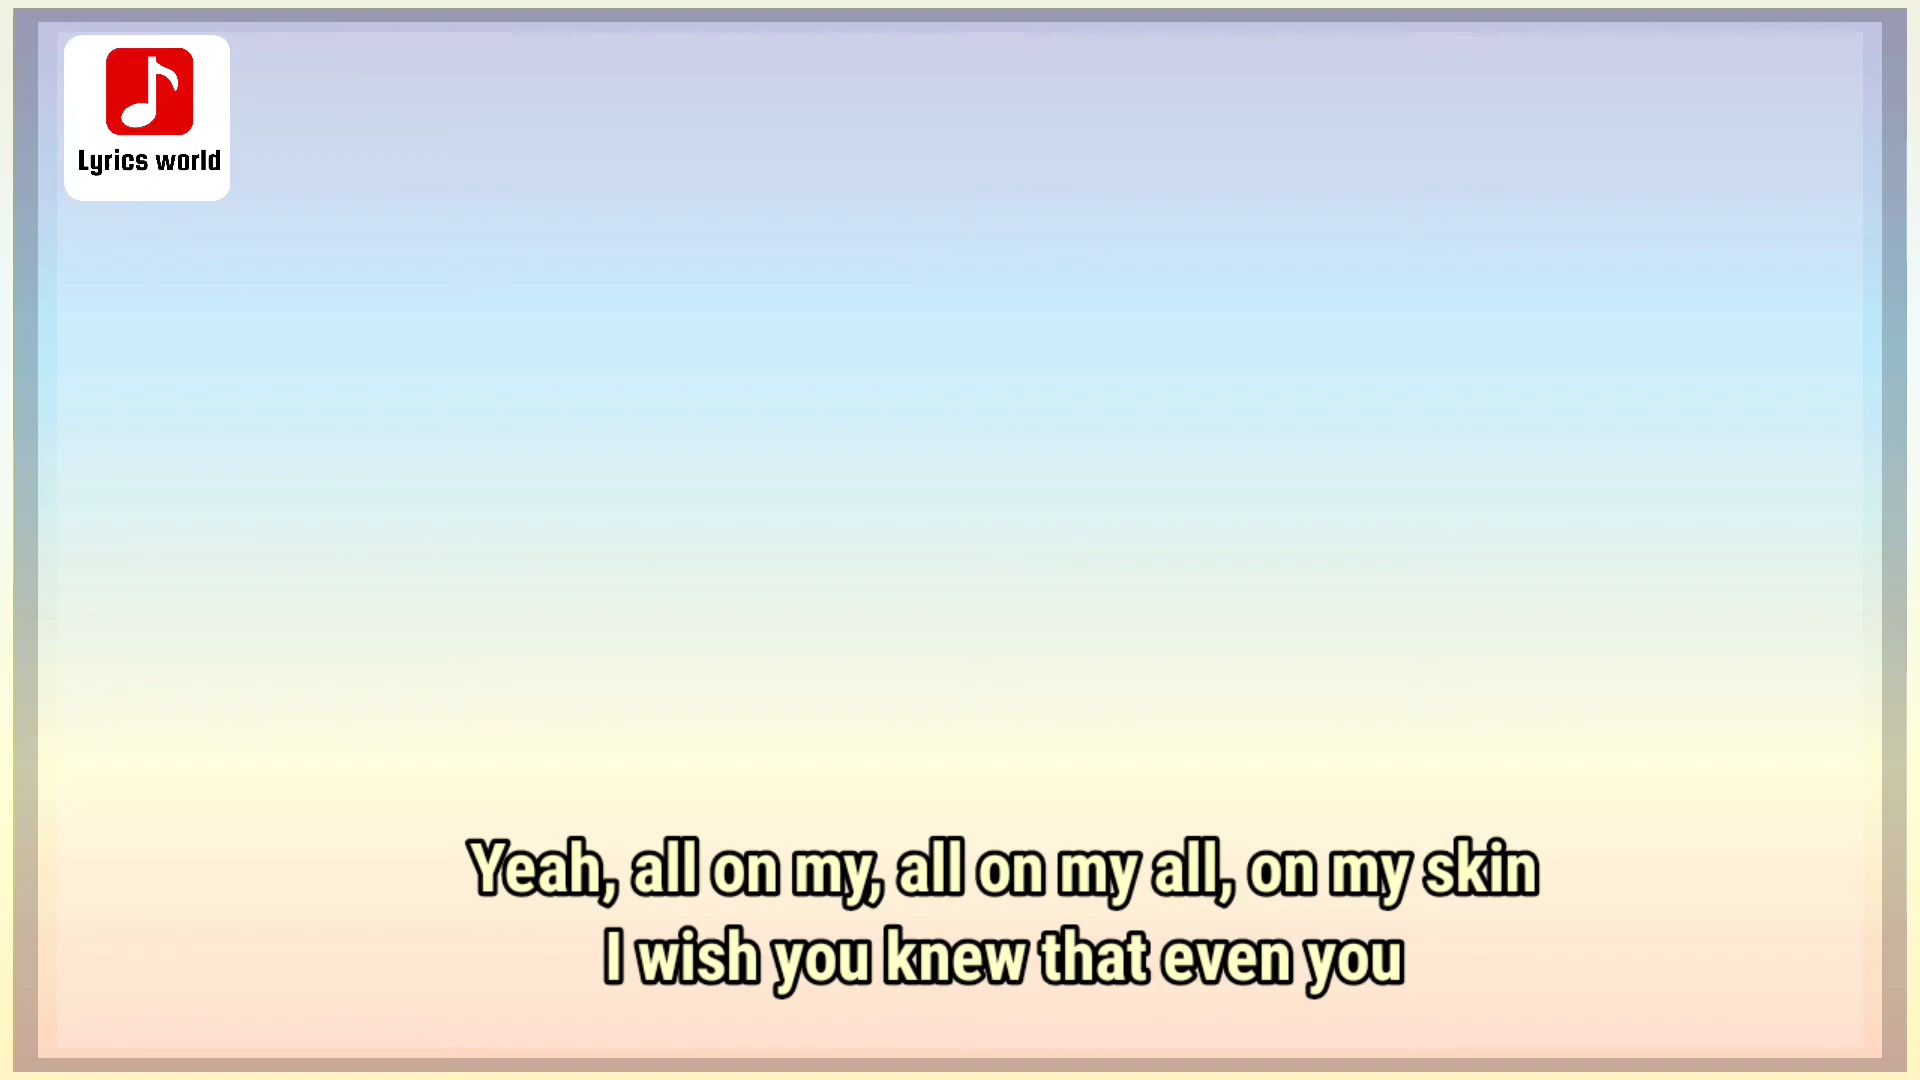 Lyrics world
Yeah, all on my, all on my all, on my skin
I wish you knew that even you